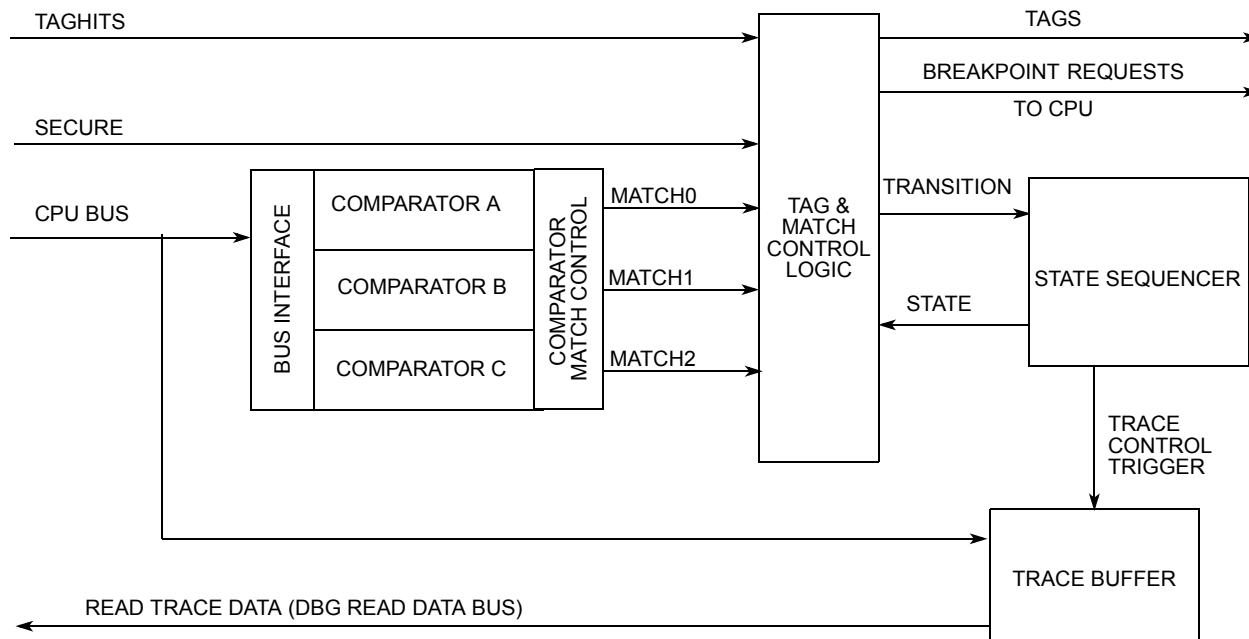 TAGHITS
TAGS
BREAKPOINT REQUESTS
TO CPU
SECURE
CPU BUS
BUS INTERFACE
COMPARATOR A
COMPARATOR B
COMPARATOR C
COMPARATOR
MATCH CONTROL
MATCH0
MATCH1
MATCH2
TAG &
MATCH
CONTROL
LOGIC
TRANSITION
STATE
STATE SEQUENCER
TRACE
CONTROL
TRIGGER
TRACE BUFFER
READ TRACE DATA (DBG READ DATA BUS)